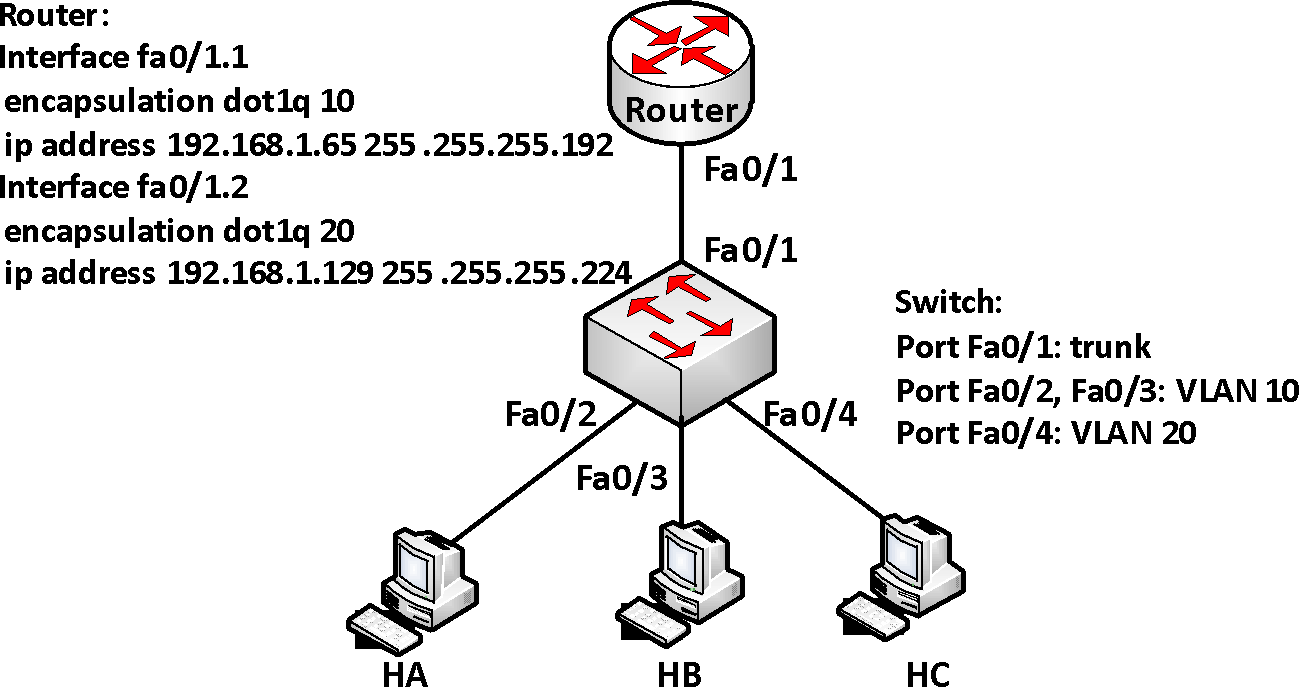 Router:
Interface fa0/1.1
encapsulation dot1q 10
ip address 192.168.1.65 255 .255.255.192
Interface fa0/1.2
encapsulation dot1q 20
ip address 192.168.1.129 255 .255.255.224
Router
Fa0/1
Fa0/1
Switch:
Port Fa0/1: trunk
Port Fa0/2, Fa0/3: VLAN 10
Port Fa0/4: VLAN 20
Fa0/2
Fa0/4
Fa0/3
HA
HB
HC